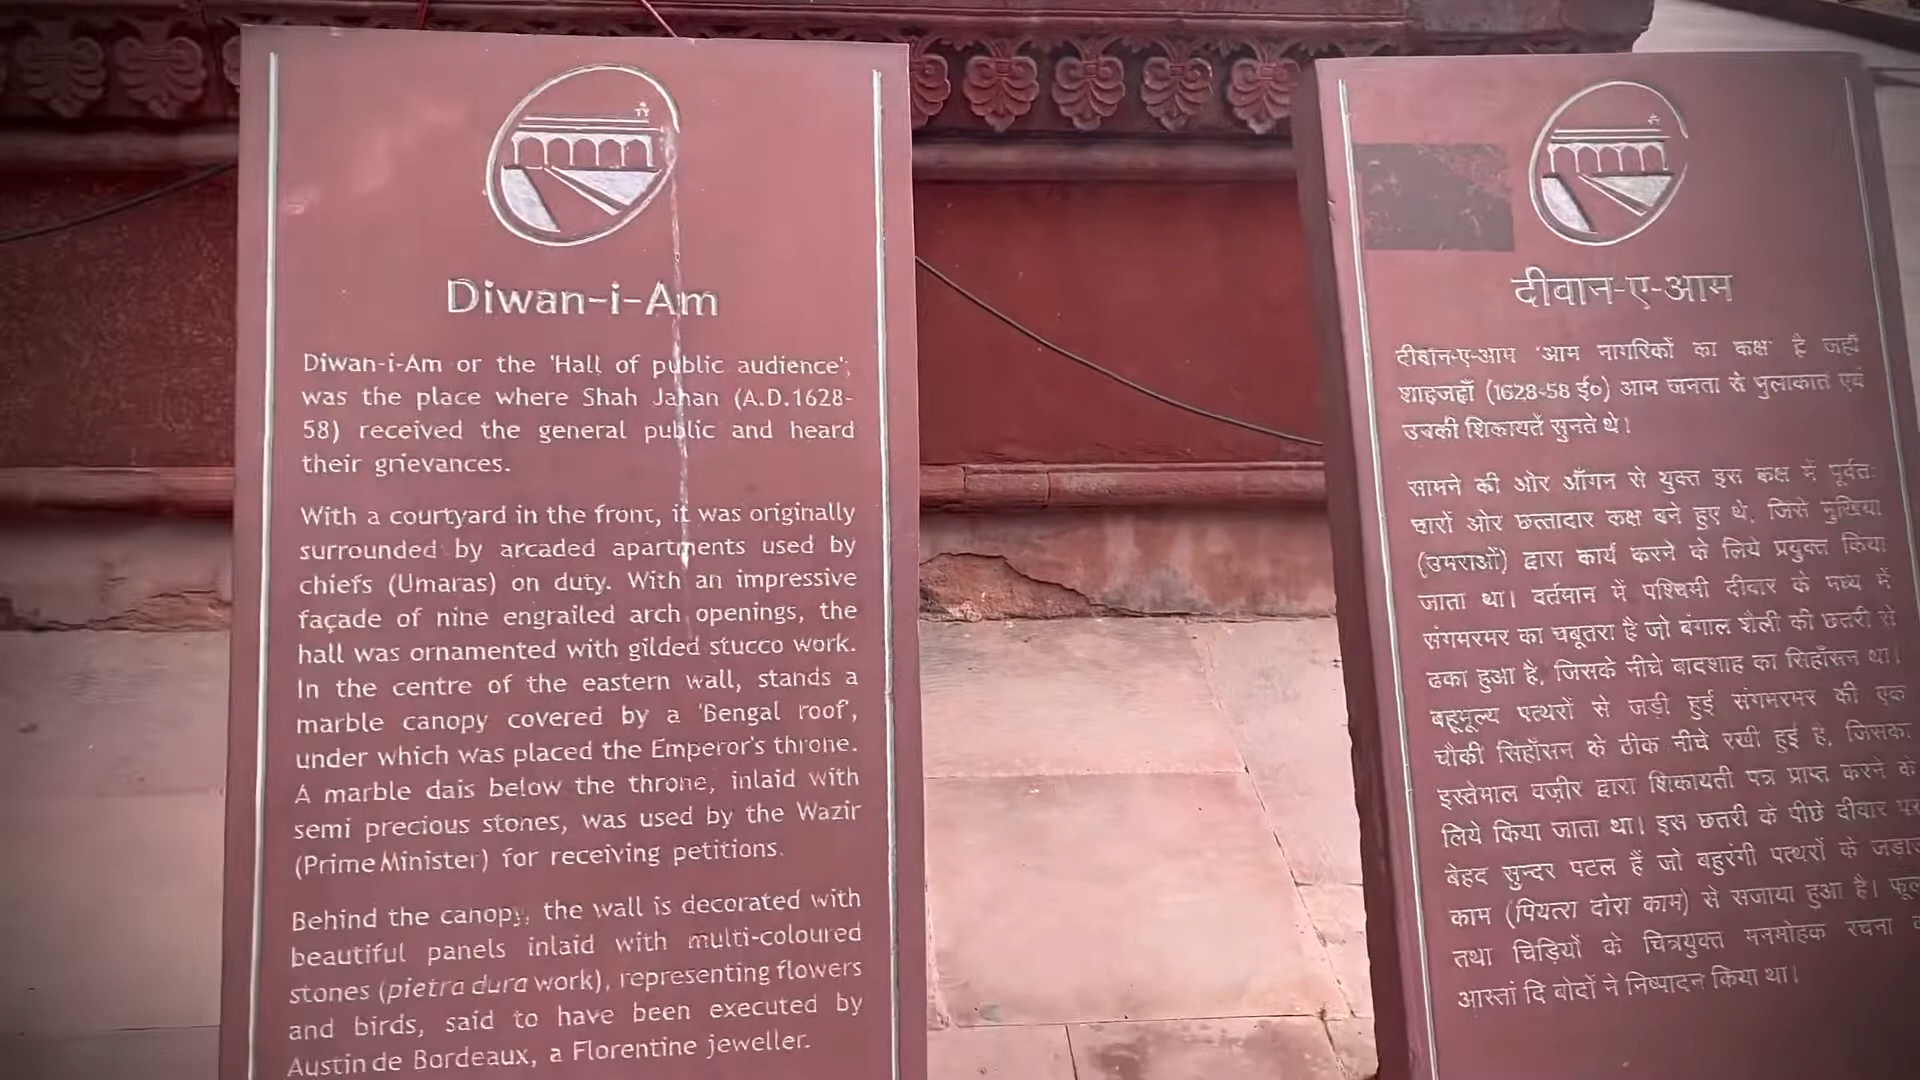 Diwan-i-Am
Diwan-i-Am or the 'Hall of public audience';
was the place where Shah Jahan (A.D.1628-
58) received the general public and heard
their grievances.
With a courtyard in the front, it was originally
surrounded by arcaded apartments used by
chiefs (Umaras) on duty. With an impressive
façade of nine engrailed arch openings, the
hall was ornamented with gilded stucco work.
In the centre of the eastern wall, stands a
marble canopy covered by a 'Bengal roof',
under which was placed the Emperor's throne.
A marble dais below the throne, inlaid with
semi precious stones, was used by the Wazir
(Prime Minister) for receiving petitions.
Behind the canopy, the wall is decorated with
beautiful panels inlaid with multi-coloured
stones (pietra dura work), representing flowers
and birds, said to have been executed by
Austin de Bordeaux, a Florentine jeweller.
दीवान-ए-आम
दीवान-ए-आम 'आम नागरिकों का कक्ष' है जहाँ
शाहजहाँ (1628-58 ई०) आम जनता से मुलाकात एवं
उनकी शिकायतें सुनते थे।
सामने की ओर आँगन से युक्त इस कक्ष में पूर्वतः
चारों ओर छत्तादार कक्ष बने हुए थे, जिसे मुखिया
(उमराओं) द्वारा कार्य करने के लिये प्रयुक्त किया
जाता था। वर्तमान में पश्चिमी दीवार के मध्य में
संगमरमर का चबूतरा है जो बंगाल शैली की छतरी से
ढका हुआ है, जिसके नीचे बादशाह का सिहाँसन था।
बहूमूल्य पत्थरों से जड़ी हुई संगमरमर की एक
चौकी सिहाँसन के ठीक नीचे रखी हुई है, जिसका
इस्तेमाल वज़ीर द्वारा शिकायती पत्र प्राप्त करने के
लिये किया जाता था। इस छतरी के पीछे दीवार पर
बेहद सुन्दर पटल हैं जो बहुरंगी पत्थरों के
काम (पियत्रा दोरा काम) से सजाया हुआ है।
तथा चिड़ियों के चित्रयुक्त मनमोहक रचना
आस्तां दि बोर्दो ने निष्पादन किया था।